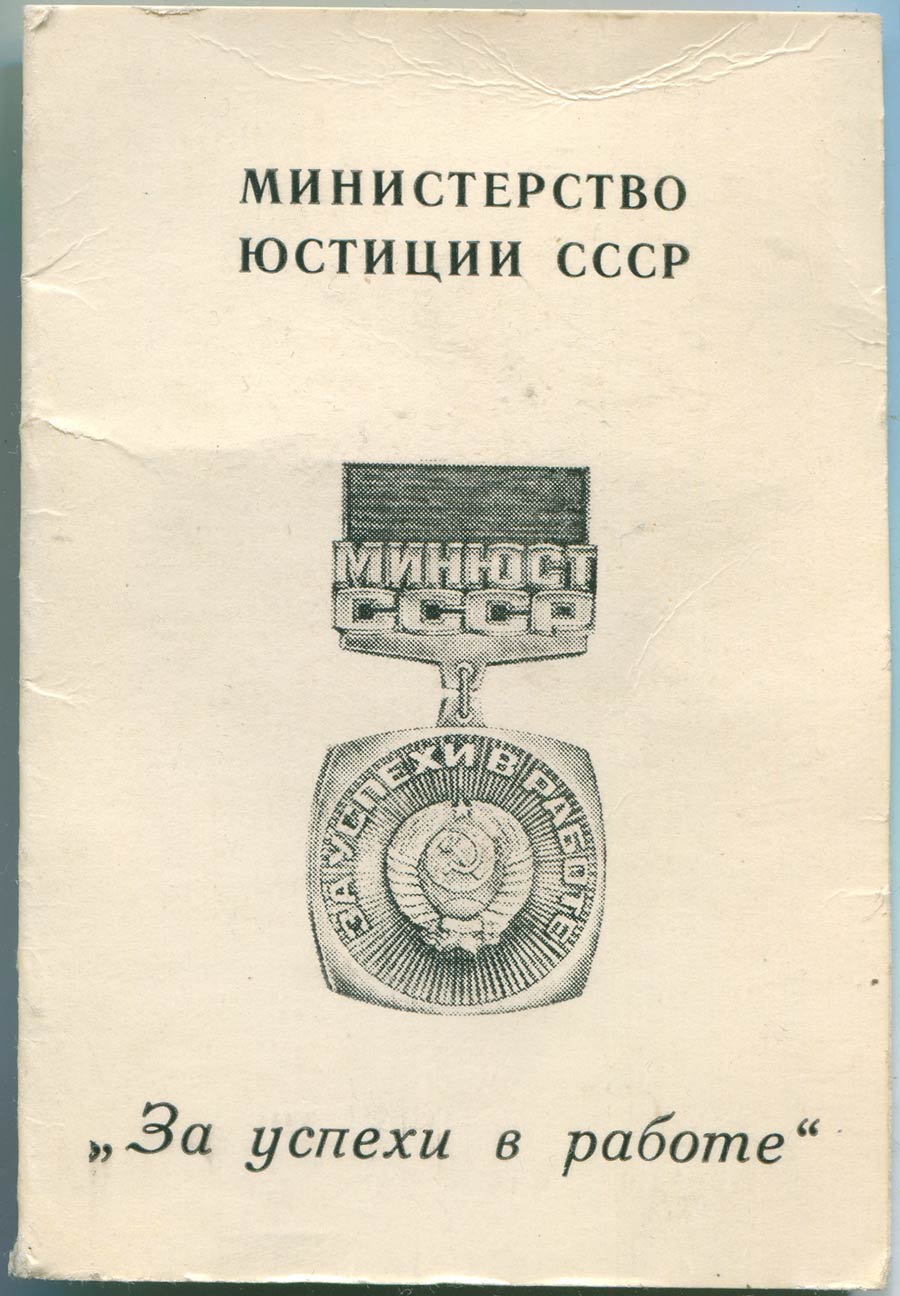 МИНИСТЕРСТВО
ЮСТИЦИИ СССР
МИНЮСТ
СССР
ЗА УСПЕХИ В РАБОТЕ
„За успехи в работе“